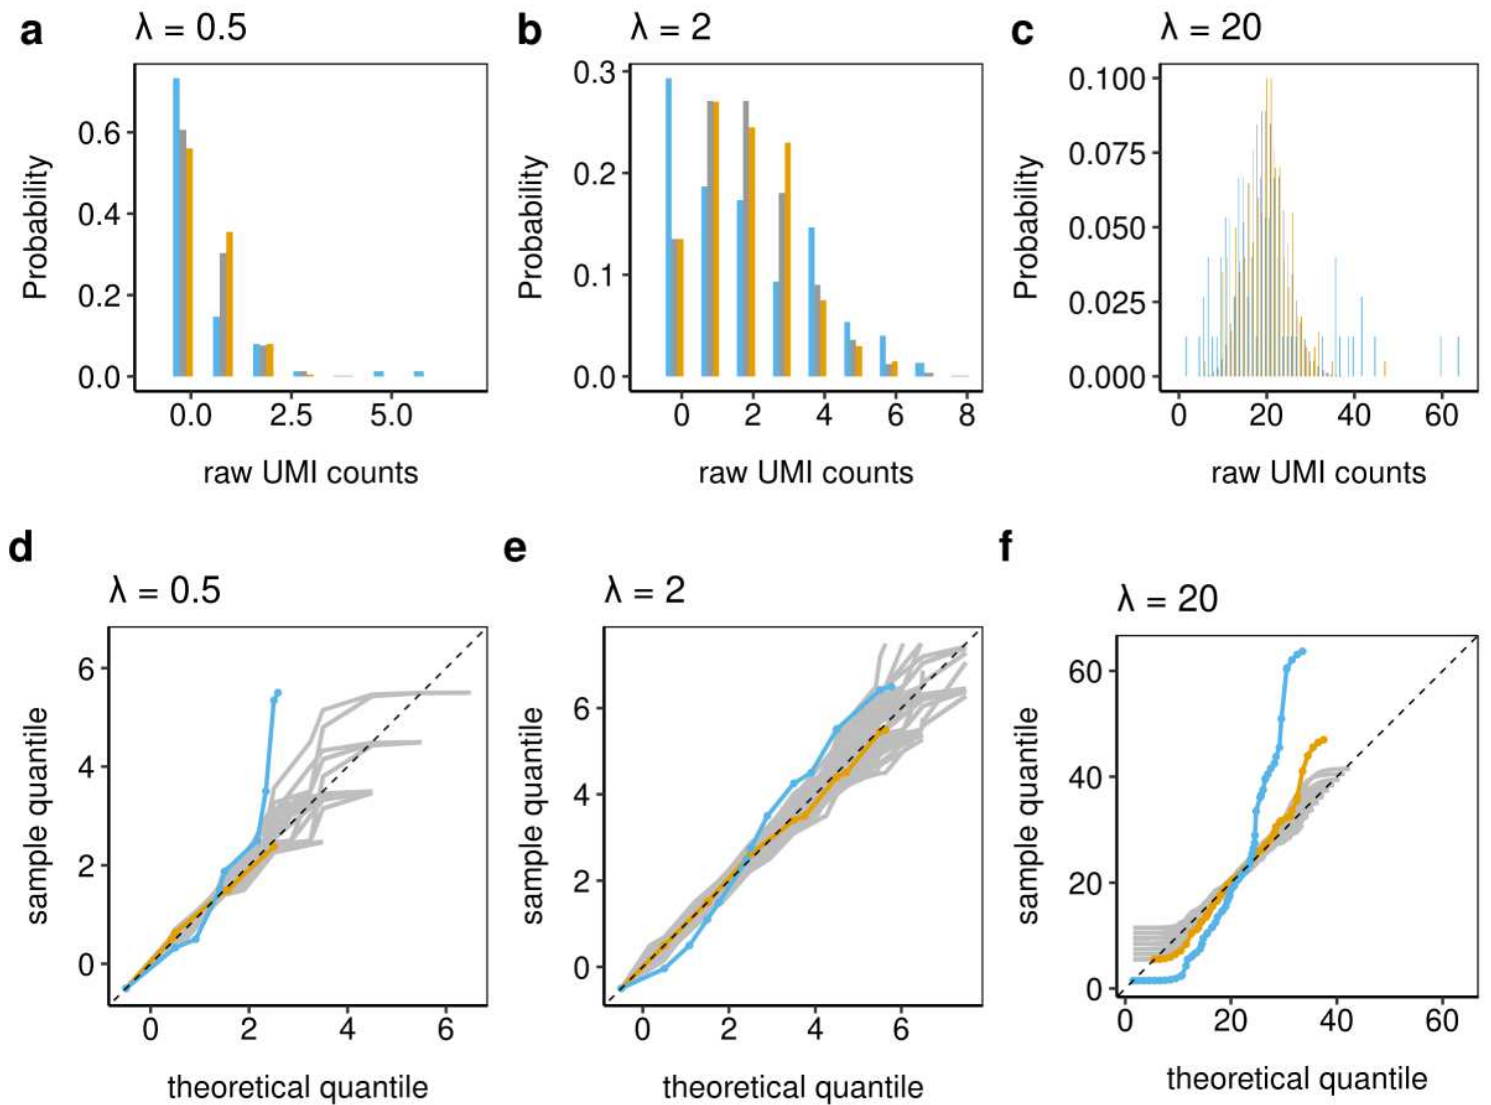 a
λ = 0.5
b
λ = 2
c
λ = 20
Probability
0.6
0.4
0.2
0.0
0.0 2.5 5.0
raw UMI counts
Probability
0.3
0.2
0.1
0.0
0 2 4 6 8
raw UMI counts
Probability
0.100
0.075
0.050
0.025
0.000
0 20 40 60
raw UMI counts
d
λ = 0.5
e
λ = 2
f
λ = 20
sample quantile
6
4
2
0
0 2 4 6
theoretical quantile
sample quantile
6
4
2
0
0 2 4 6
theoretical quantile
sample quantile
60
40
20
0
0 20 40 60
theoretical quantile